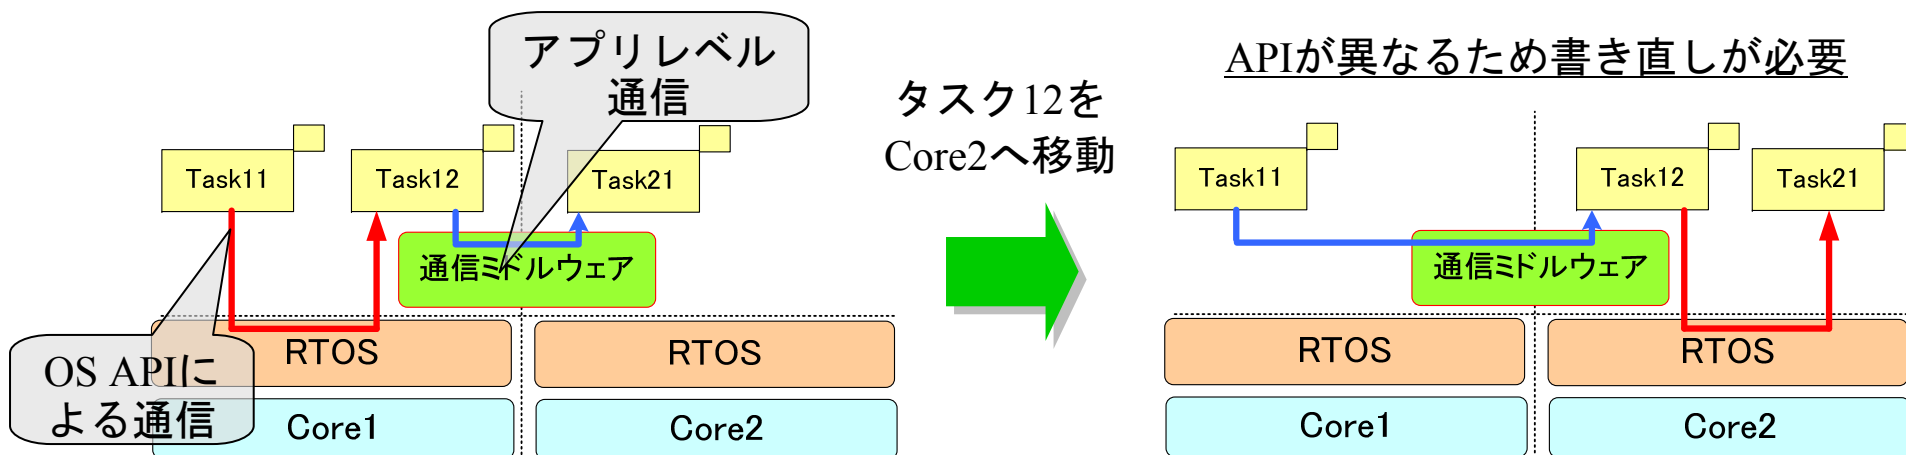 アプリレベル
通信
Task11
Task12
Task21
通信ミドルウェア
OS APIに
よる通信
RTOS
RTOS
Core1
Core2
タスク12を
Core2へ移動
APIが異なるため書き直しが必要
Task11
Task12
Task21
通信ミドルウェア
RTOS
RTOS
Core1
Core2